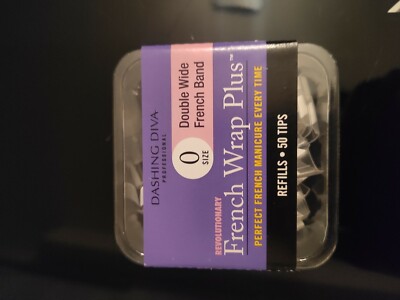 DASHING DIVA
PROFESSIONAL
0
SIZE
Double Wide
French Band
REVOLUTIONARY
French Wrap Plus™
PERFECT FRENCH MANICURE EVERY TIME
REFILLS • 50 TIPS